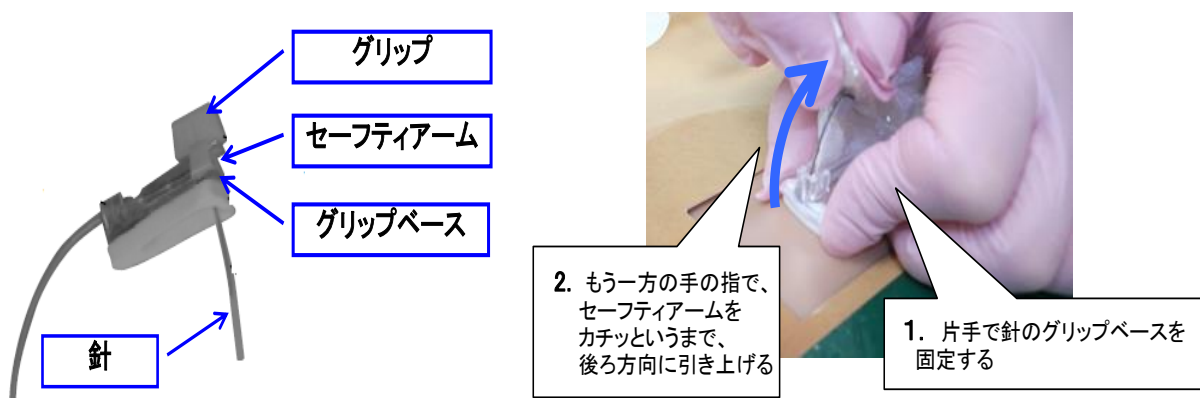 グリップ
セーフティアーム
グリップベース
針
2. もう一方の手の指で、
セーフティアームを
カチッというまで、
後ろ方向に引き上げる
1. 片手で針のグリップベースを
固定する